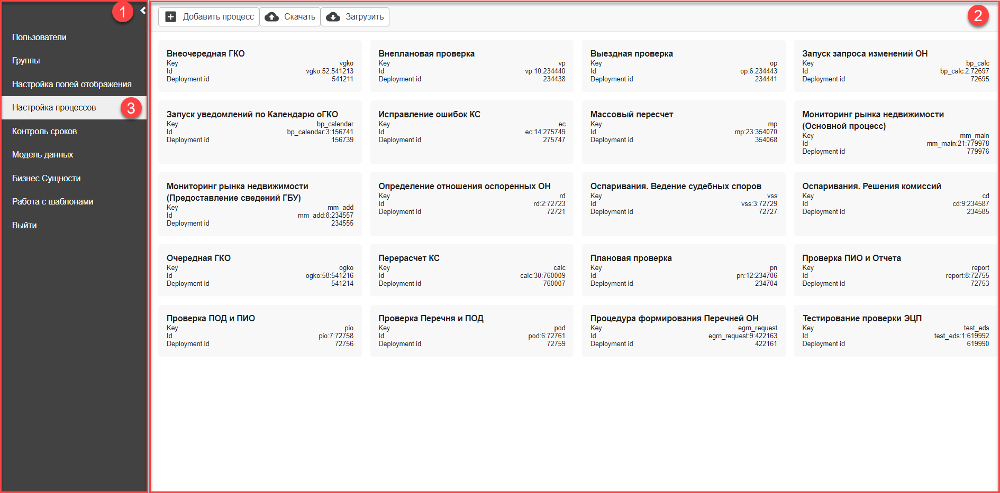 1
Пользователи
Группы
Настройка полей отображения
Настройка процессов
3
Контроль сроков
Модель данных
Бизнес Сущности
Работа с шаблонами
Выйти
Добавить процесс
Скачать
Загрузить
2
Внеочередная ГКО
Key vgko
Id vgko:52:541213
Deployment id 541211
Внеплановая проверка
Key vp
Id vp:10:234440
Deployment id 234438
Выездная проверка
Key op
Id op:6:234443
Deployment id 234441
Запуск запроса изменений ОН
Key bp_calc
Id bp_calc:2:72697
Deployment id 72695
Запуск уведомлений по Календарю оГКО
Key bp_calendar
Id bp_calendar:3:156741
Deployment id 156739
Исправление ошибок КС
Key ec
Id ec:14:275749
Deployment id 275747
Массовый пересчет
Key mp
Id mp:23:354070
Deployment id 354068
Мониторинг рынка недвижимости
(Основной процесс)
Key mm_main
Id mm_main:21:779978
Deployment id 779976
Мониторинг рынка недвижимости
(Предоставление сведений ГБУ)
Key mm_add
Id mm_add:8:234557
Deployment id 234555
Определение отношения оспоренных ОН
Key rd
Id rd:2:72723
Deployment id 72721
Оспаривания. Ведение судебных споров
Key vss
Id vss:3:72729
Deployment id 72727
Оспаривания. Решения комиссий
Key cd
Id cd:9:234587
Deployment id 234585
Очередная ГКО
Key ogko
Id ogko:58:541216
Deployment id 541214
Перерасчет КС
Key calc
Id calc:30:760009
Deployment id 760007
Плановая проверка
Key pn
Id pn:12:234706
Deployment id 234704
Проверка ПИО и Отчета
Key report
Id report:8:72755
Deployment id 72753
Проверка ПОД и ПИО
Key pio
Id pio:7:72758
Deployment id 72756
Проверка Перечня и ПОД
Key pod
Id pod:6:72761
Deployment id 72759
Процедура формирования Перечней ОН
Key egrn_request
Id egrn_request:9:422163
Deployment id 422161
Тестирование проверки ЭЦП
Key test_eds
Id test_eds:1:619992
Deployment id 619990